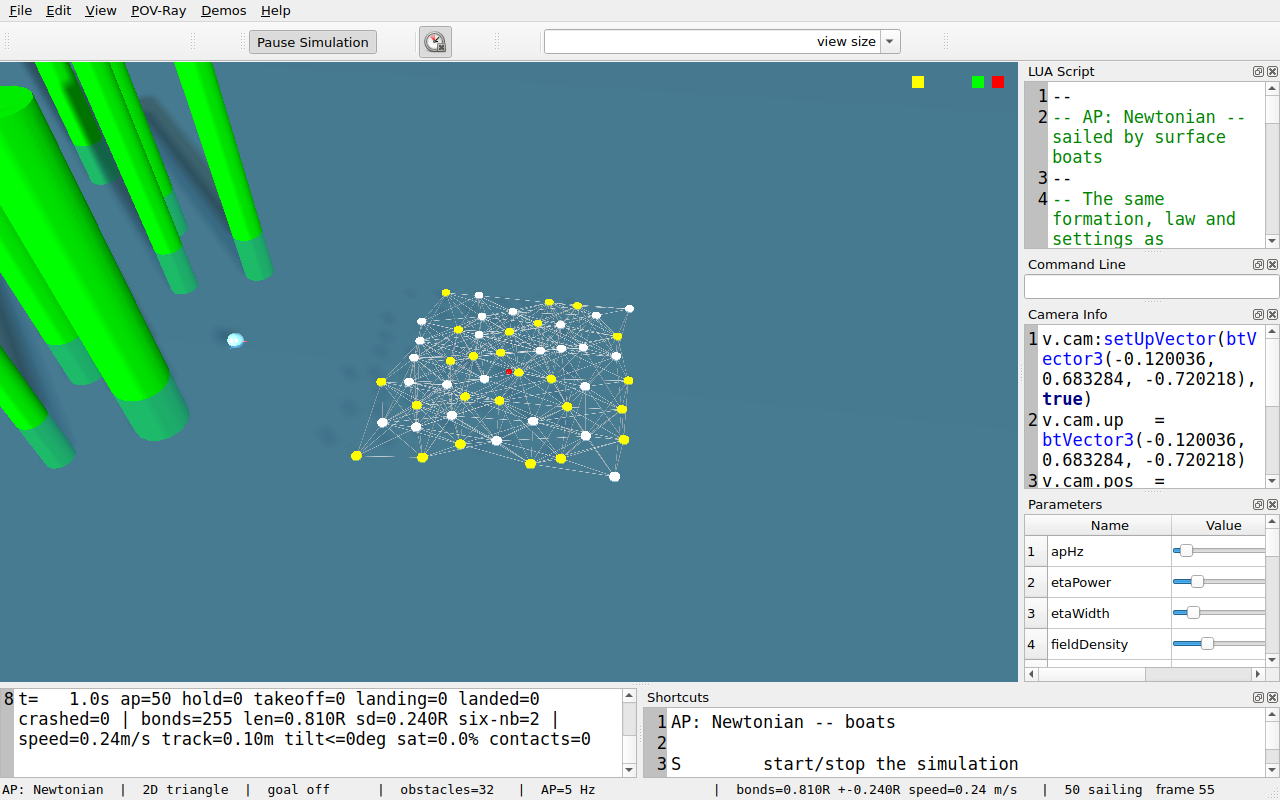 File Edit View POV-Ray Demos Help
Pause Simulation
view size
LUA Script
1 --
2 -- AP: Newtonian --
sailed by surface
boats
3 --
4 -- The same
formation, law and
settings as
Command Line
Camera Info
1 v.cam:setUpVector(btV
ector3(-0.120036,
0.683284, -0.720218),
true)
2 v.cam.up   =
btVector3(-0.120036,
0.683284, -0.720218)
3 v.cam.pos  =
Parameters
Name Value
1 apHz
2 etaPower
3 etaWidth
4 fieldDensity
8 t=   1.0s ap=50 hold=0 takeoff=0 landing=0 landed=0
crashed=0 | bonds=255 len=0.810R sd=0.240R six-nb=2 |
speed=0.24m/s track=0.10m tilt<=0deg sat=0.0% contacts=0
Shortcuts
1 AP: Newtonian -- boats
2
3 S        start/stop the simulation
AP: Newtonian | 2D triangle | goal off | obstacles=32 | AP=5 Hz | bonds=0.810R +-0.240R speed=0.24 m/s | 50 sailing frame 55